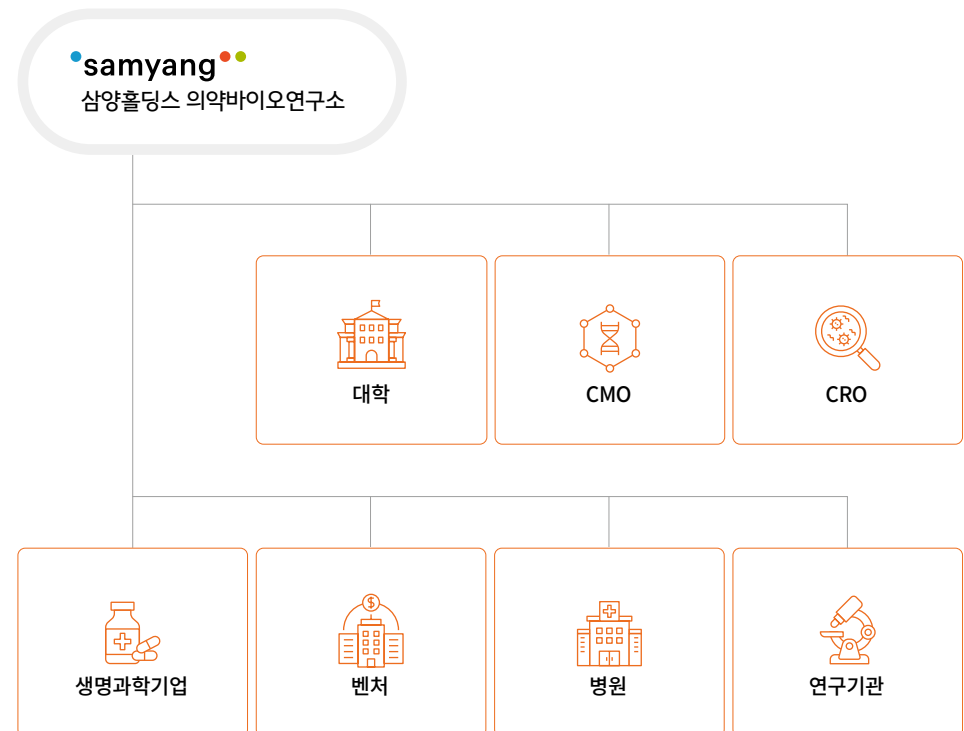 samyang
삼양홀딩스 의약바이오연구소
대학
CMO
CRO
$
생명과학기업
벤처
병원
연구기관